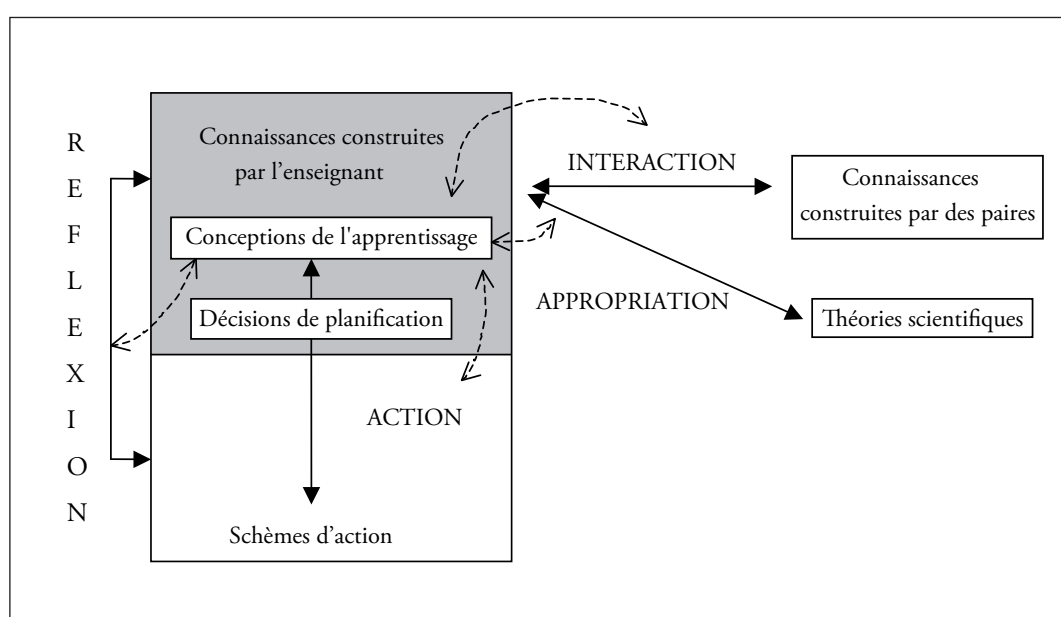 REFLEXION
Connaissances construites
par l'enseignant
Conceptions de l'apprentissage
Décisions de planification
ACTION
Schèmes d'action
INTERACTION
APPROPRIATION
Connaissances
construites par des paires
Théories scientifiques